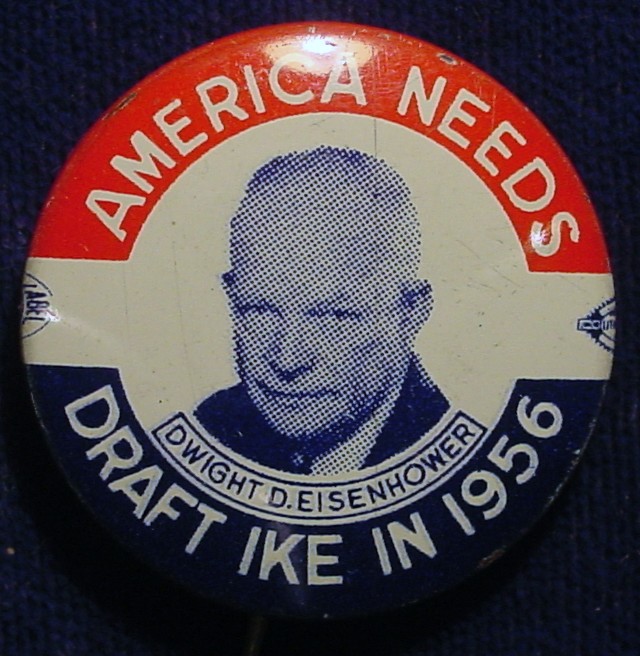 AMERICA NEEDS
DWIGHT D. EISENHOWER
DRAFT IKE IN 1956